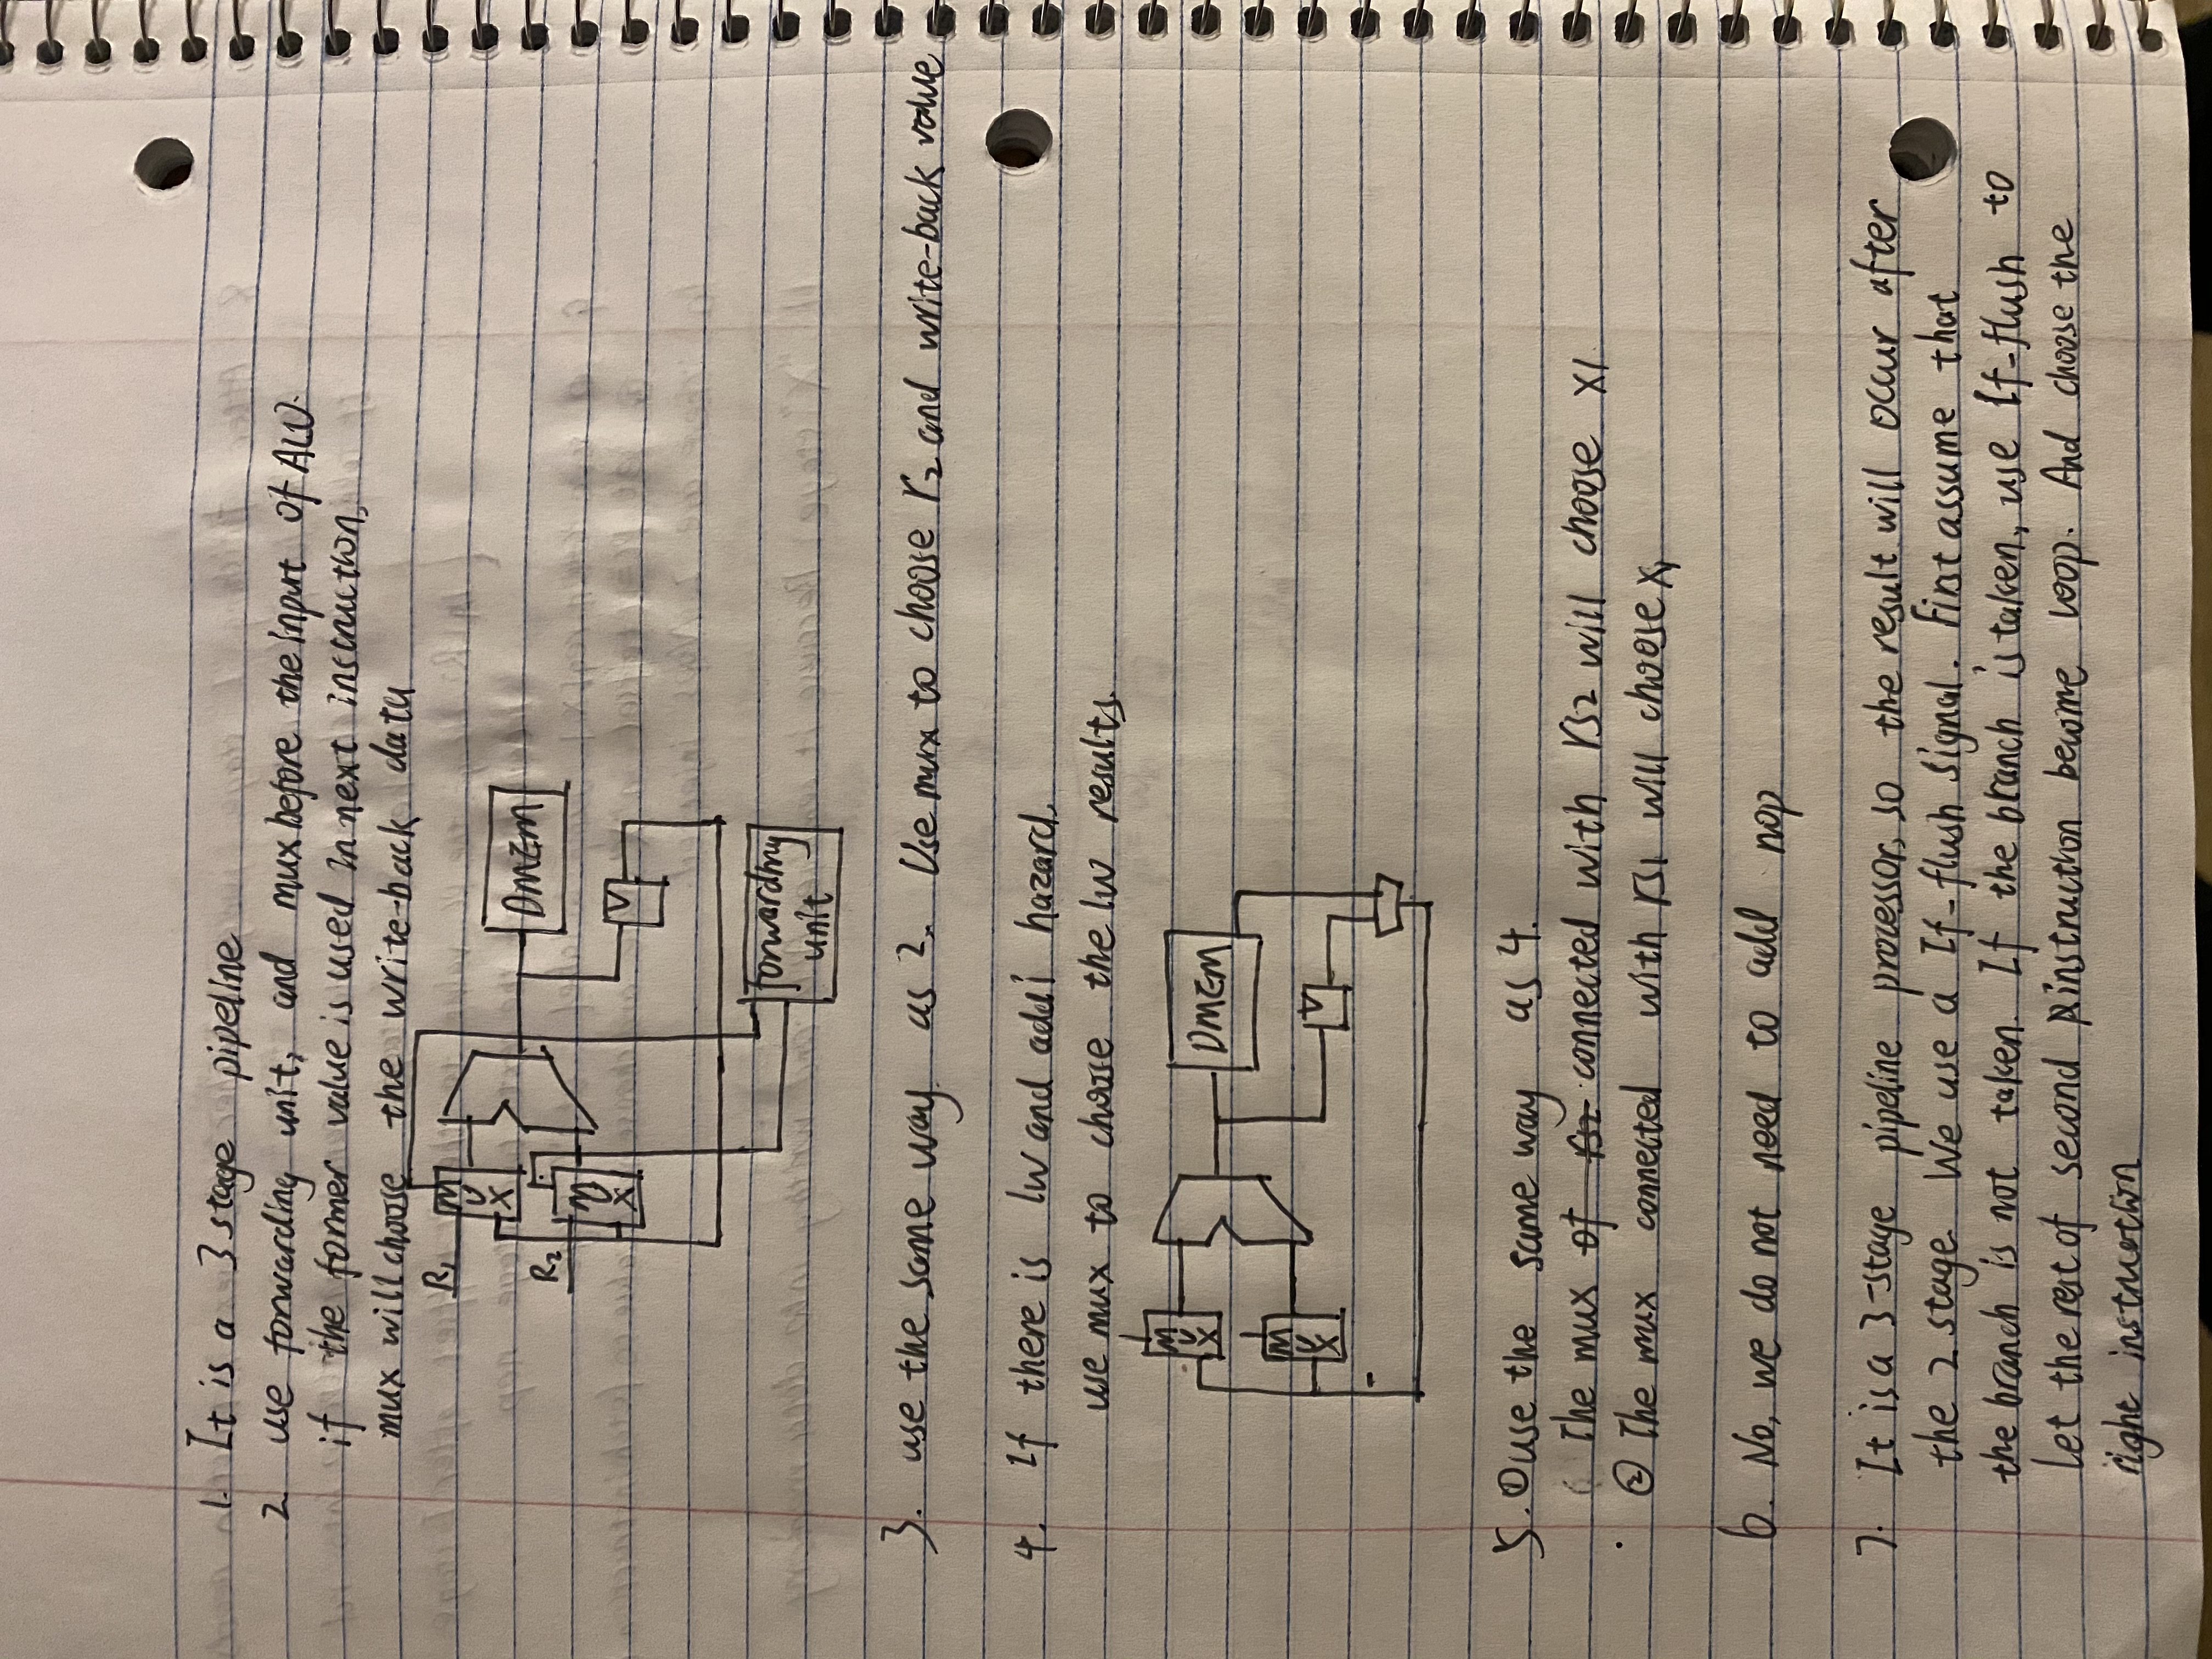 1. It is a 3 stage pipeline
2. use forwarding unit, and mux before the input of ALU.
if the former value is used in next instruction,
mux will choose the write-back data
R1
MUX
R2
MUX
DMEM
forwarding
unit
3. use the same way as 2. Use mux to choose r2 and write-back value
4. If there is lw and addi hazard.
use mux to choose the lw results.
MUX
DMEM
MUX
5. ① use the same way as 4.
The mux of rs2 connected with rs2 will choose x1.
② The mux connected with rs1 will choose x1
6. No, we do not need to add nop
7. It is a 3-stage pipeline processor, so the result will occur after
the 2 stage. We use a If-flush signal. First assume that
the branch is not taken. If the branch is taken, use If-flush to
let the rest of second instruction become loop. And choose the
right instruction